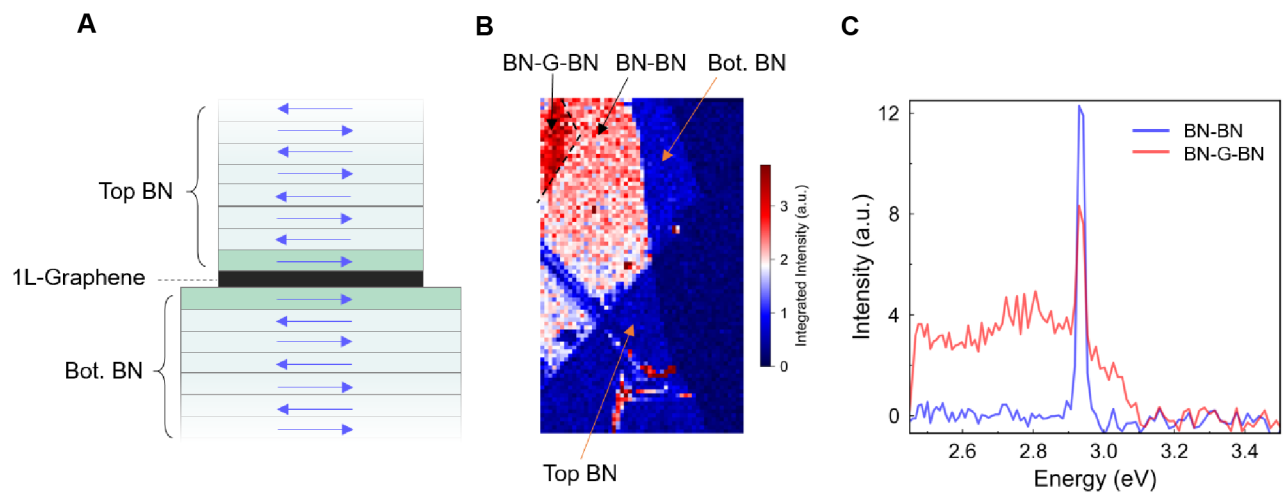 A
Top BN
1L-Graphene
Bot. BN
B
BN-G-BN
BN-BN
Bot. BN
Top BN
3
2
1
0
Integrated Intensity (a.u.)
C
BN-BN
BN-G-BN
12
8
4
0
Intensity (a.u.)
2.6 2.8 3.0 3.2 3.4
Energy (eV)